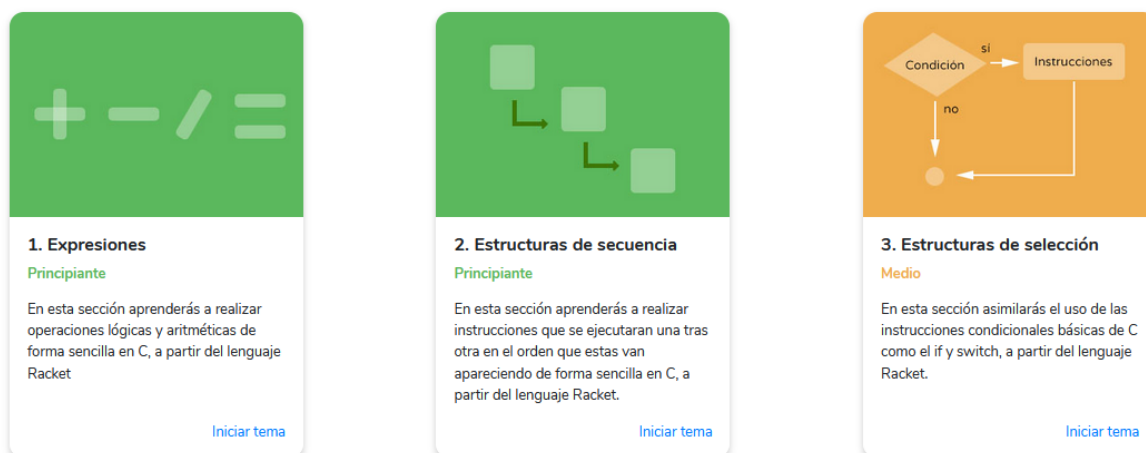 1. Expresiones
Principiante
En esta sección aprenderás a realizar
operaciones lógicas y aritméticas de
forma sencilla en C, a partir del lenguaje
Racket
Iniciar tema
2. Estructuras de secuencia
Principiante
En esta sección aprenderás a realizar
instrucciones que se ejecutaran una tras
otra en el orden que estas van
apareciendo de forma sencilla en C, a
partir del lenguaje Racket.
Iniciar tema
Condición
sí
Instrucciones
no
3. Estructuras de selección
Medio
En esta sección asimilarás el uso de las
instrucciones condicionales básicas de C
como el if y switch, a partir del lenguaje
Racket.
Iniciar tema